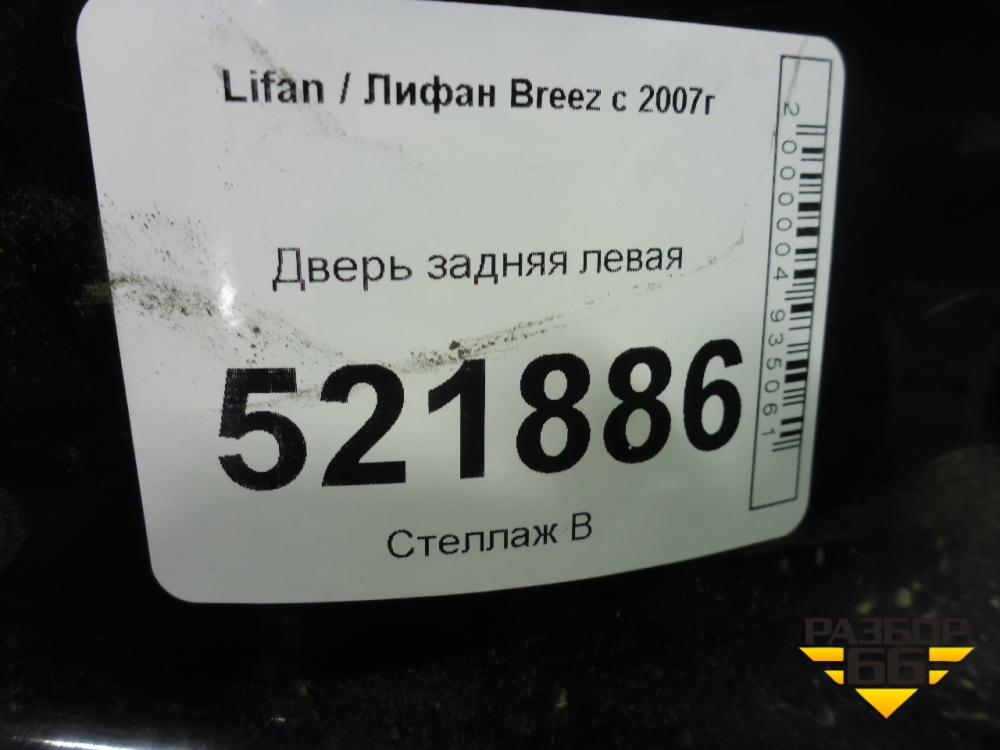 Lifan / Лифан Breez с 2007г
Дверь задняя левая
521886
Стеллаж В
2000004935061
РАЗБОР
66